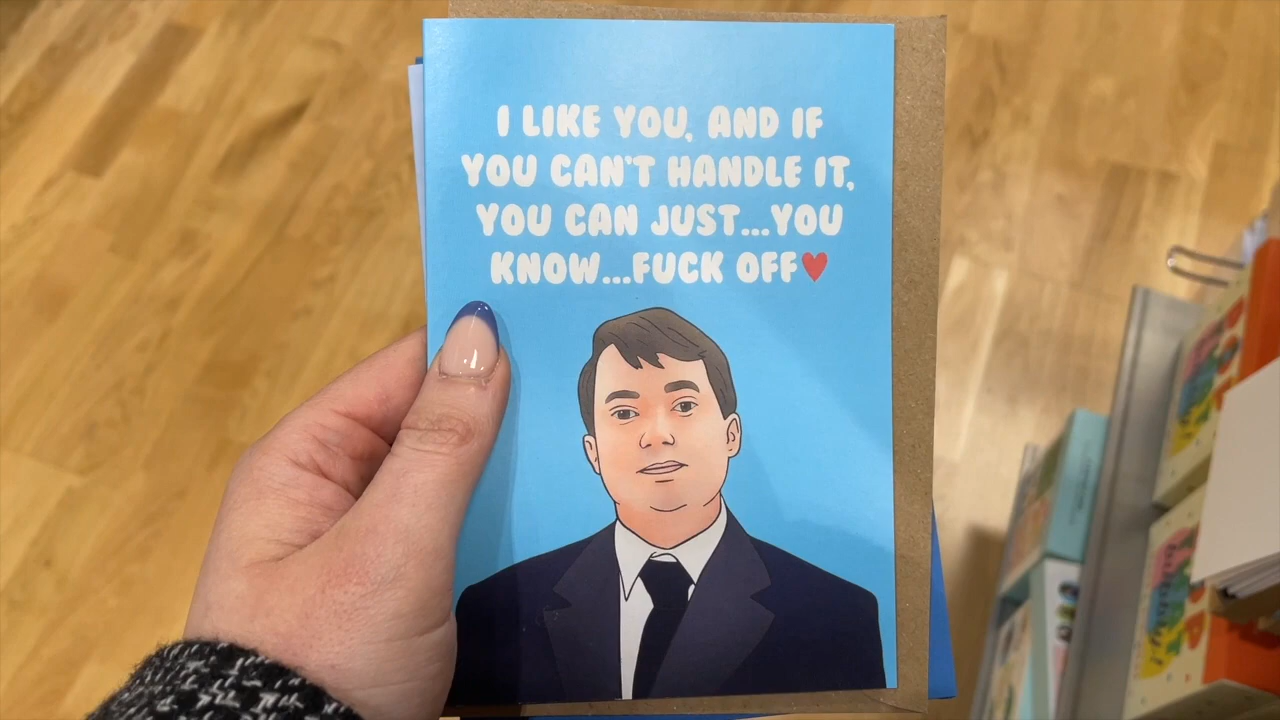 I LIKE YOU, AND IF
YOU CAN'T HANDLE IT,
YOU CAN JUST...YOU
KNOW...FUCK OFF♥